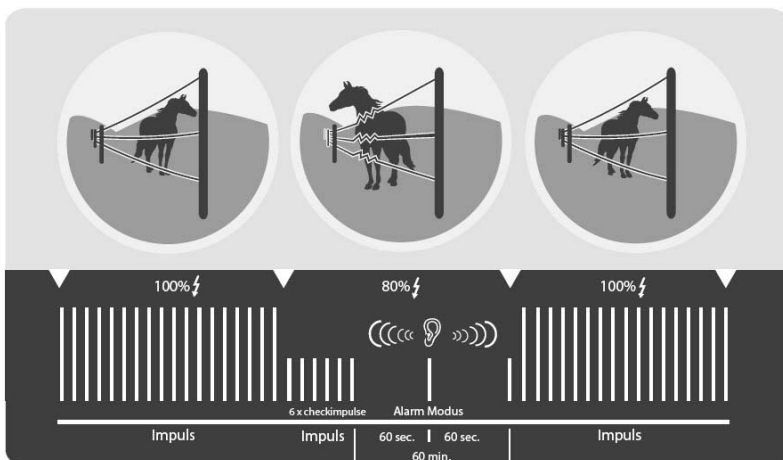 100% 80% 100%
6 x checkimpulse Alarm Modus
Impuls Impuls 60 sec. 60 sec. Impuls
60 min.